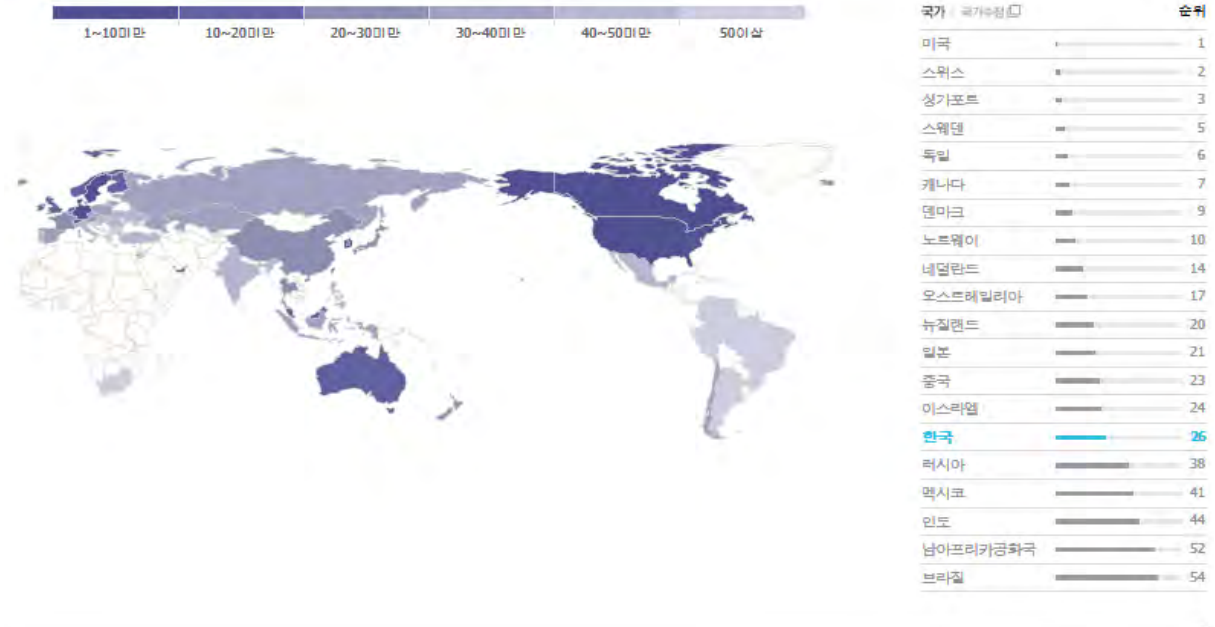 1~10미만 10~20미만 20~30미만 30~40미만 40~50미만 50이상
국가 국가수정 순위
미국 1
스위스 2
싱가포트 3
스웨덴 5
독일 6
캐나다 7
덴마크 9
노르웨이 10
네덜란드 14
오스트레일리아 17
뉴질랜드 20
일본 21
중국 23
이스라엘 24
한국 26
러시아 38
멕시코 41
인도 44
남아프리카공화국 52
브라질 54